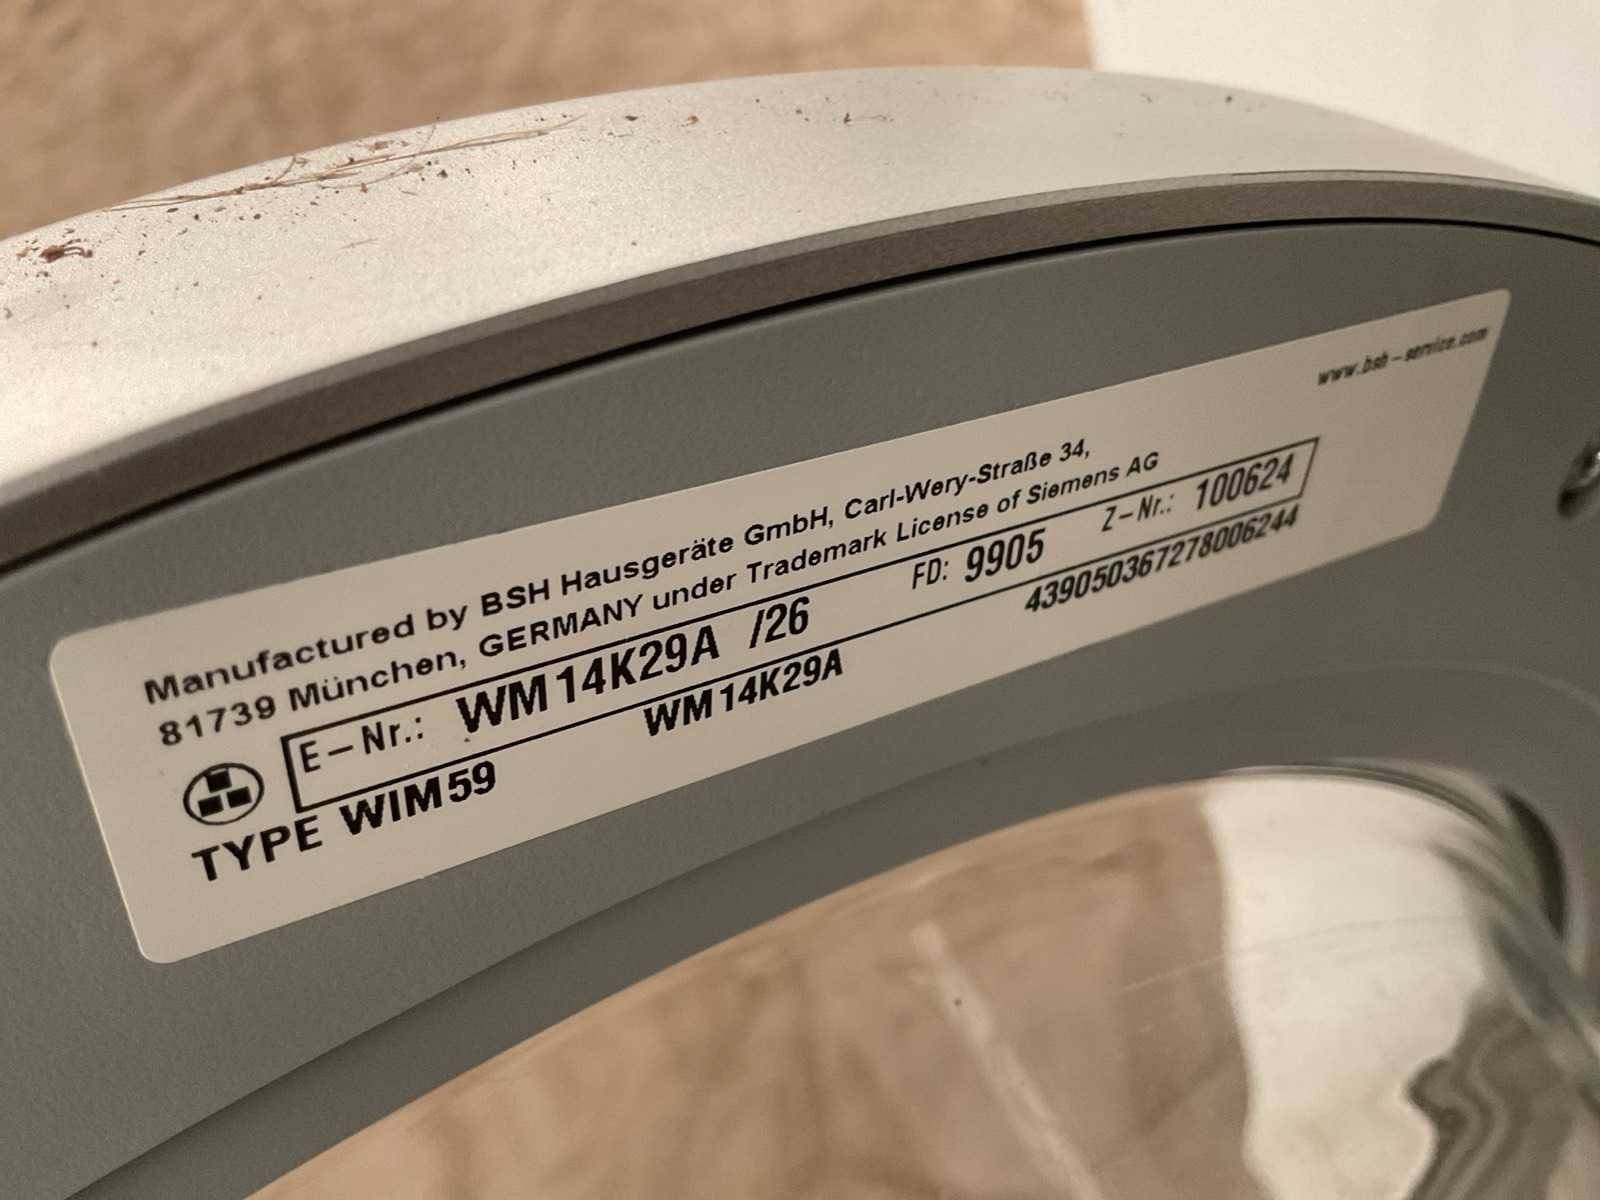 www.bsh-service.com
Manufactured by BSH Hausgeräte GmbH, Carl-Wery-Straße 34,
81739 München, GERMANY under Trademark License of Siemens AG
E-Nr.: WM14K29A /26 FD: 9905 Z-Nr.: 100624
TYPE WIM59 WM14K29A 439050367278006244